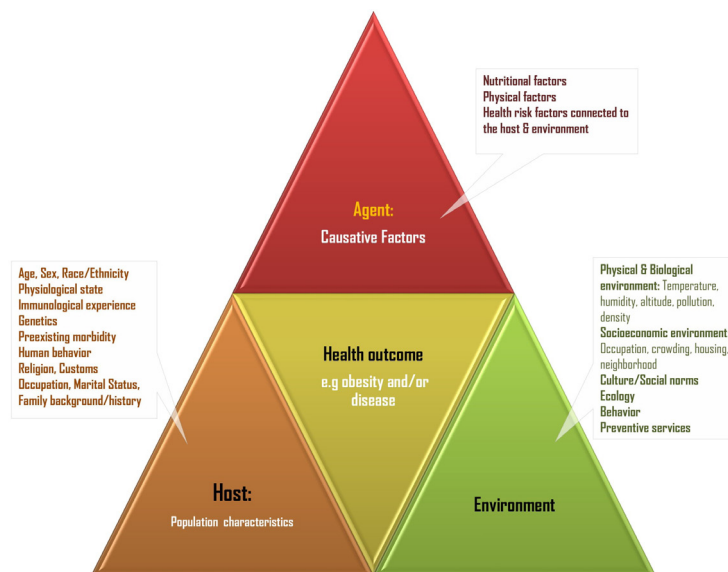 Nutritional factors
Physical factors
Health risk factors connected to
the host & environment
Agent:
Causative Factors
Age, Sex, Race/Ethnicity
Physiological state
Immunological experience
Genetics
Preexisting morbidity
Human behavior
Religion, Customs
Occupation, Marital Status,
Family background/history
Physical & Biological
environment: Temperature,
humidity, altitude, pollution,
density
Socioeconomic environment
Occupation, crowding, housing,
neighborhood
Culture/Social norms
Ecology
Behavior
Preventive services
Health outcome
e.g obesity and/or
disease
Host:
Population characteristics
Environment